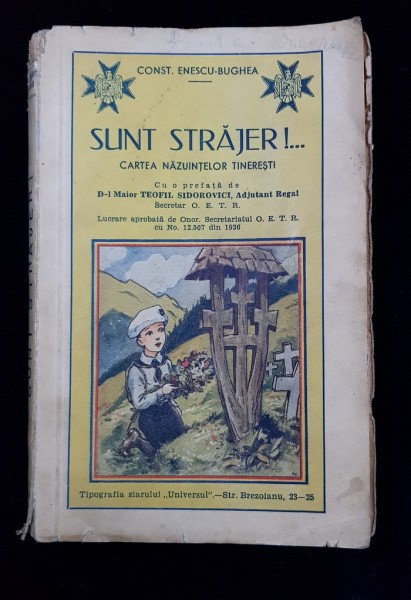 CONST. ENESCU-BUGHEA
SUNT STRĂJER!...
CARTEA NĂZUINȚELOR TINEREȘTI
Cu o prefață de
D-l Maior TEOFIL SIDOROVICI, Adjutant Regal
Secretar O. E. T. R.
Lucrare aprobată de Onor. Secretariatul O. E. T. R.
cu No. 12.567 din 1936
Tipografia ziarului „Universul".—Str. Brezoianu, 23—25